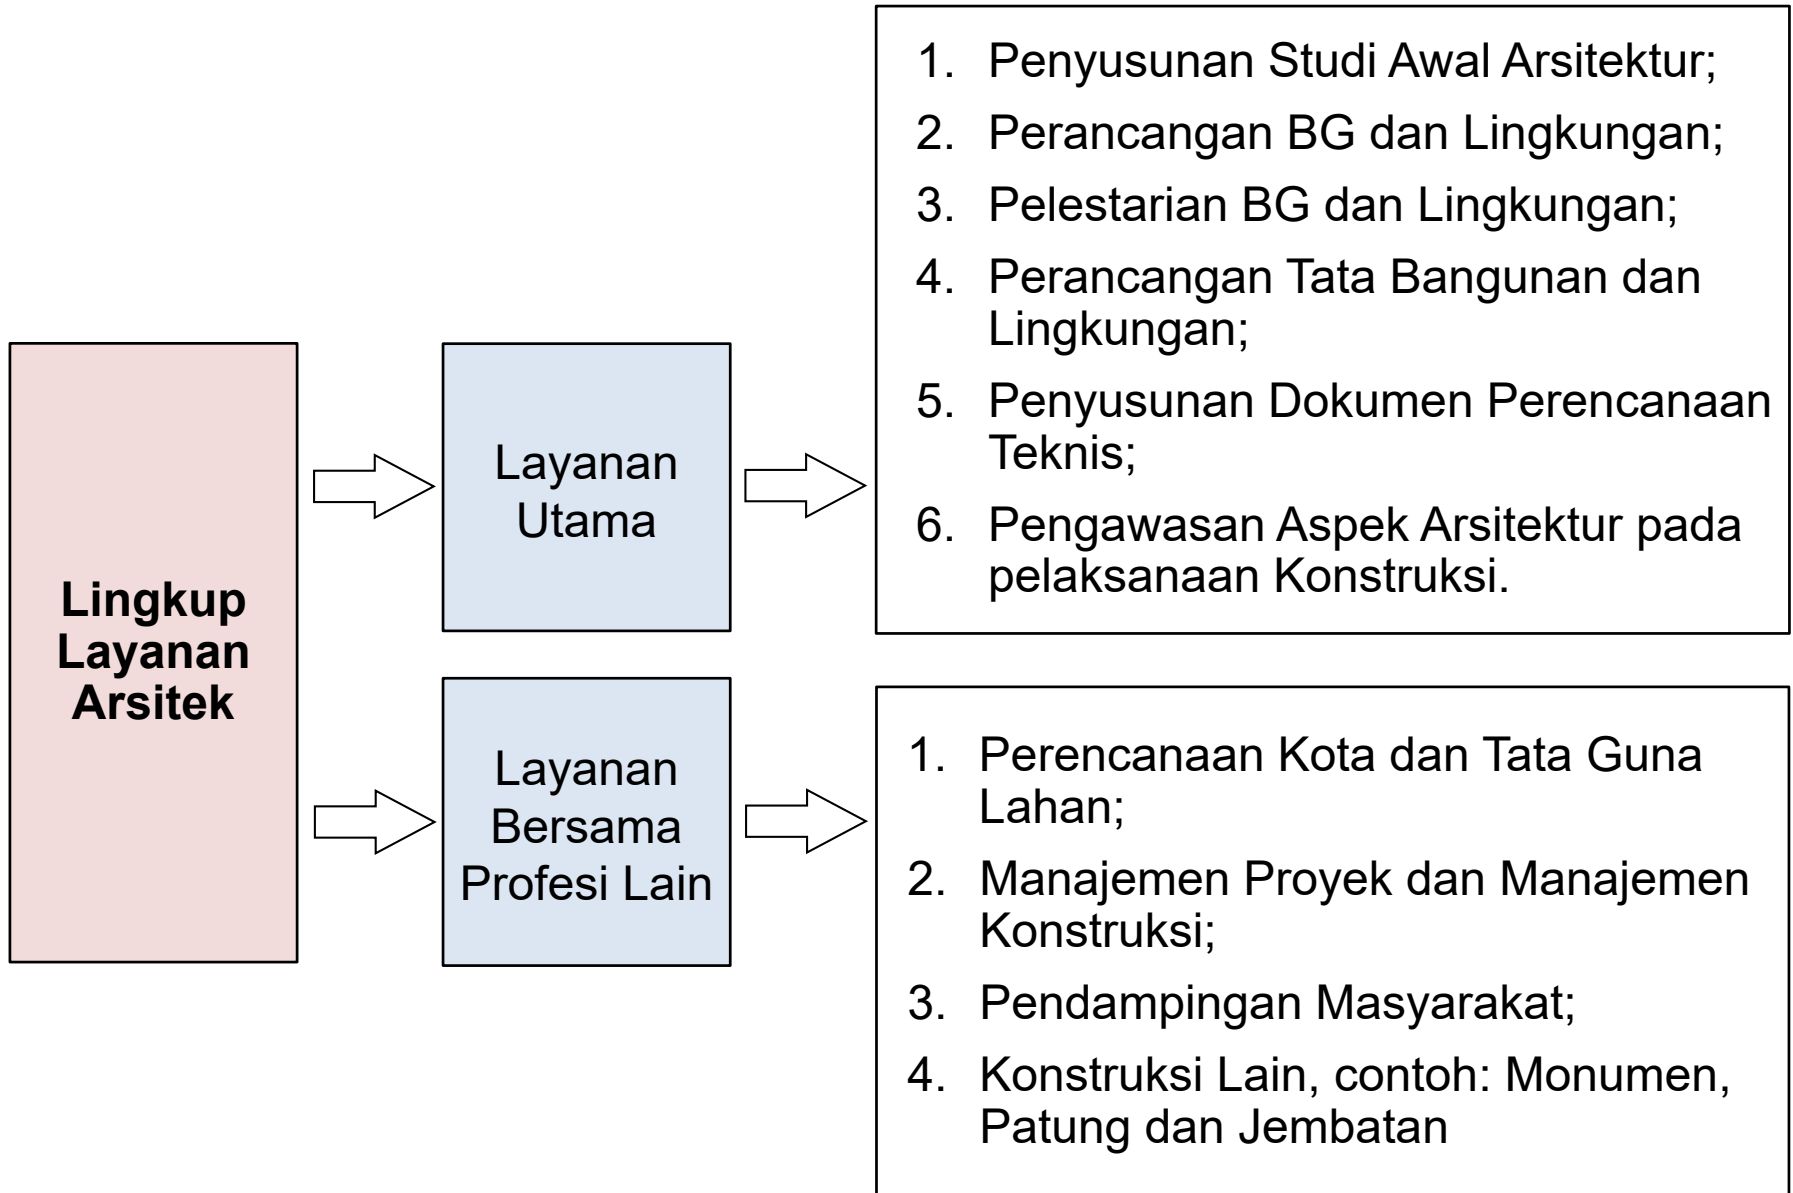 Lingkup
Layanan
Arsitek
Layanan
Utama
1. Penyusunan Studi Awal Arsitektur;
2. Perancangan BG dan Lingkungan;
3. Pelestarian BG dan Lingkungan;
4. Perancangan Tata Bangunan dan
Lingkungan;
5. Penyusunan Dokumen Perencanaan
Teknis;
6. Pengawasan Aspek Arsitektur pada
pelaksanaan Konstruksi.
Layanan
Bersama
Profesi Lain
1. Perencanaan Kota dan Tata Guna
Lahan;
2. Manajemen Proyek dan Manajemen
Konstruksi;
3. Pendampingan Masyarakat;
4. Konstruksi Lain, contoh: Monumen,
Patung dan Jembatan